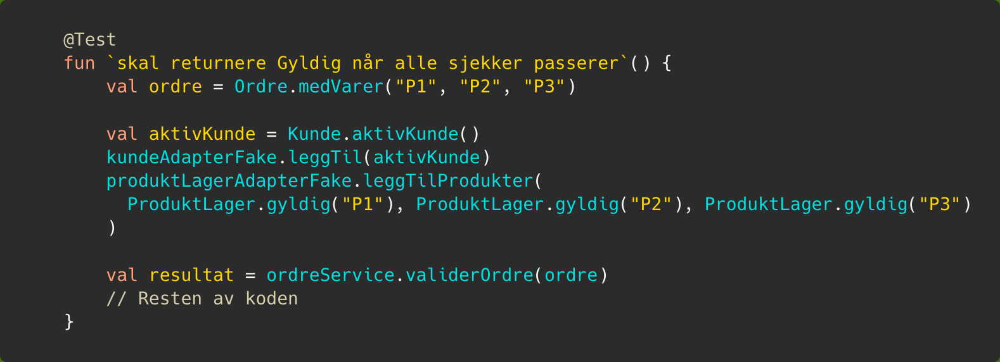 @Test
fun `skal returnere Gyldig når alle sjekker passerer`() {
    val ordre = Ordre.medVarer("P1", "P2", "P3")

    val aktivKunde = Kunde.aktivKunde()
    kundeAdapterFake.leggTil(aktivKunde)
    produktLagerAdapterFake.leggTilProdukter(
      ProduktLager.gyldig("P1"), ProduktLager.gyldig("P2"), ProduktLager.gyldig("P3")
    )

    val resultat = ordreService.validerOrdre(ordre)
    // Resten av koden
}